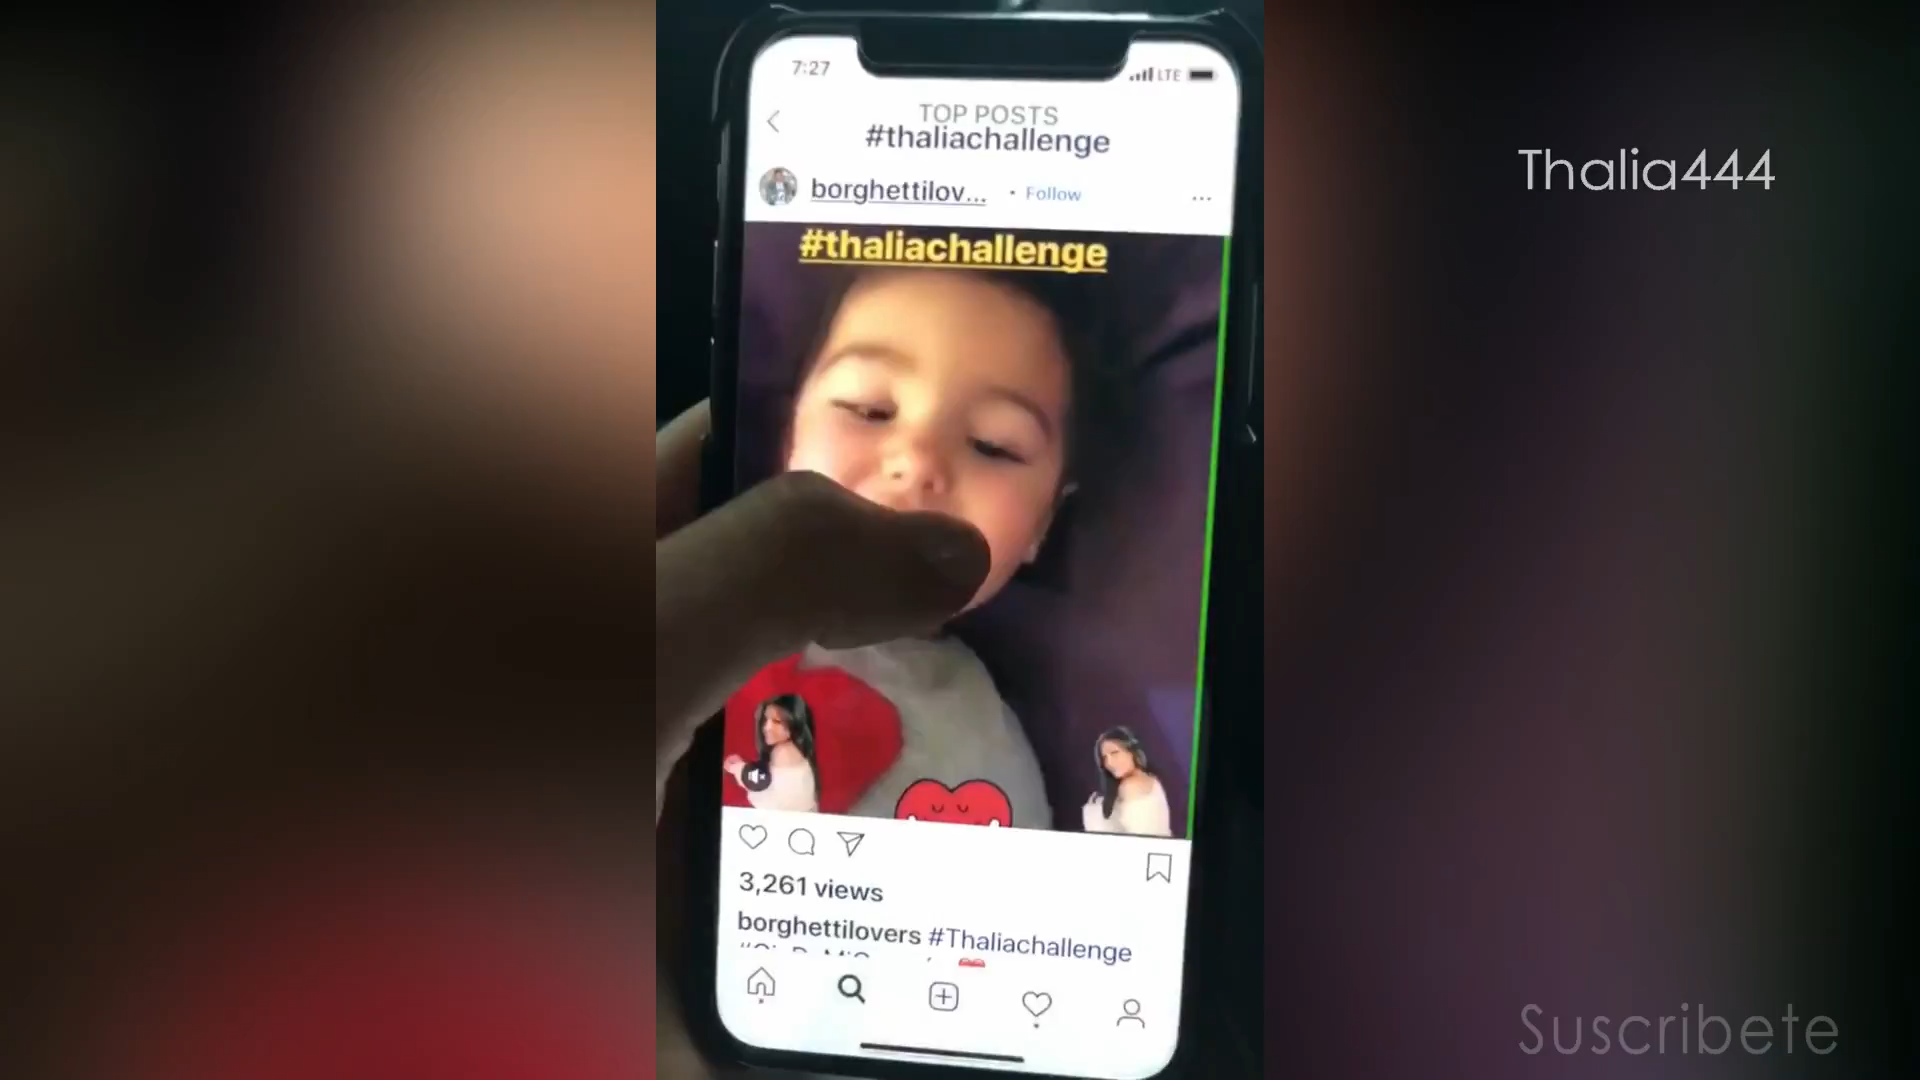 7:27
LTE
TOP POSTS
#thaliachallenge
borghettilov...
• Follow
#thaliachallenge
3,261 views
borghettilovers #Thaliachallenge
Thalia444
Suscribete